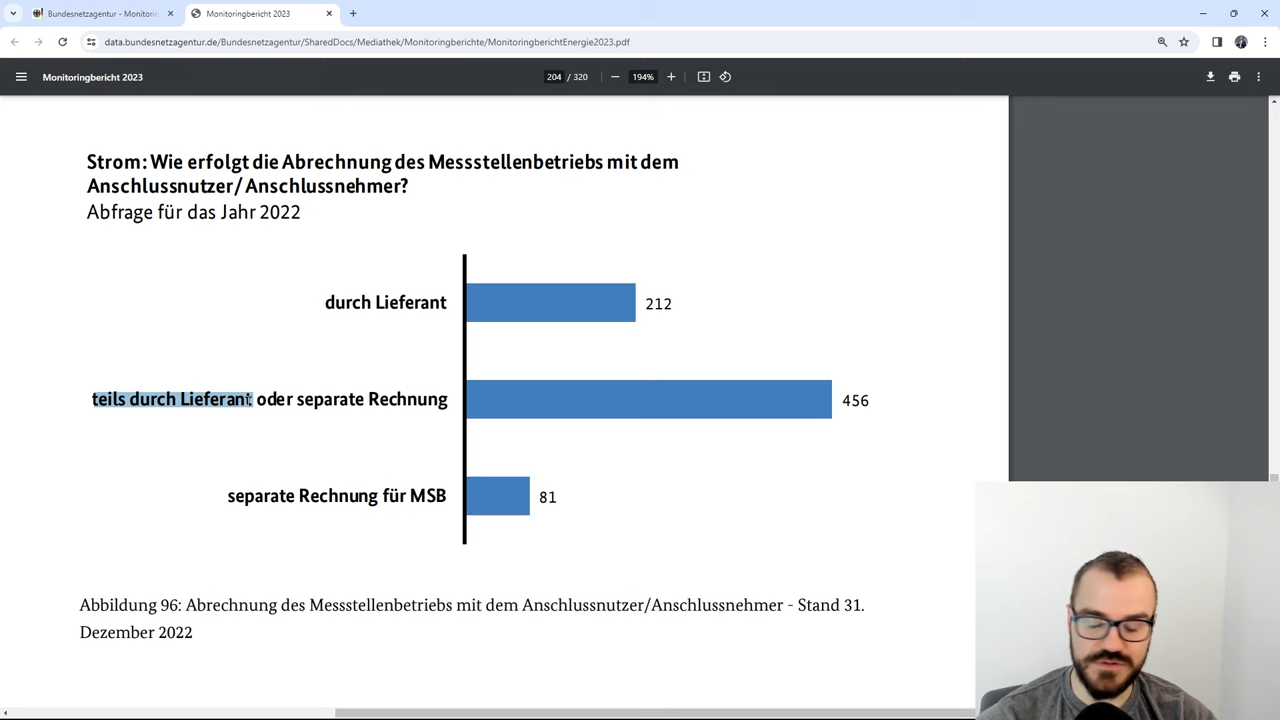 Bundesnetzagentur - Monitorin
Monitoringbericht 2023
data.bundesnetzagentur.de/Bundesnetzagentur/SharedDocs/Mediathek/Monitoringberichte/MonitoringberichtEnergie2023.pdf
Monitoringbericht 2023
204 / 320
194%
Strom: Wie erfolgt die Abrechnung des Messstellenbetriebs mit dem
Anschlussnutzer/ Anschlussnehmer?
Abfrage für das Jahr 2022
durch Lieferant
212
teils durch Lieferant oder separate Rechnung
456
separate Rechnung für MSB
81
Abbildung 96: Abrechnung des Messstellenbetriebs mit dem Anschlussnutzer/Anschlussnehmer - Stand 31.
Dezember 2022